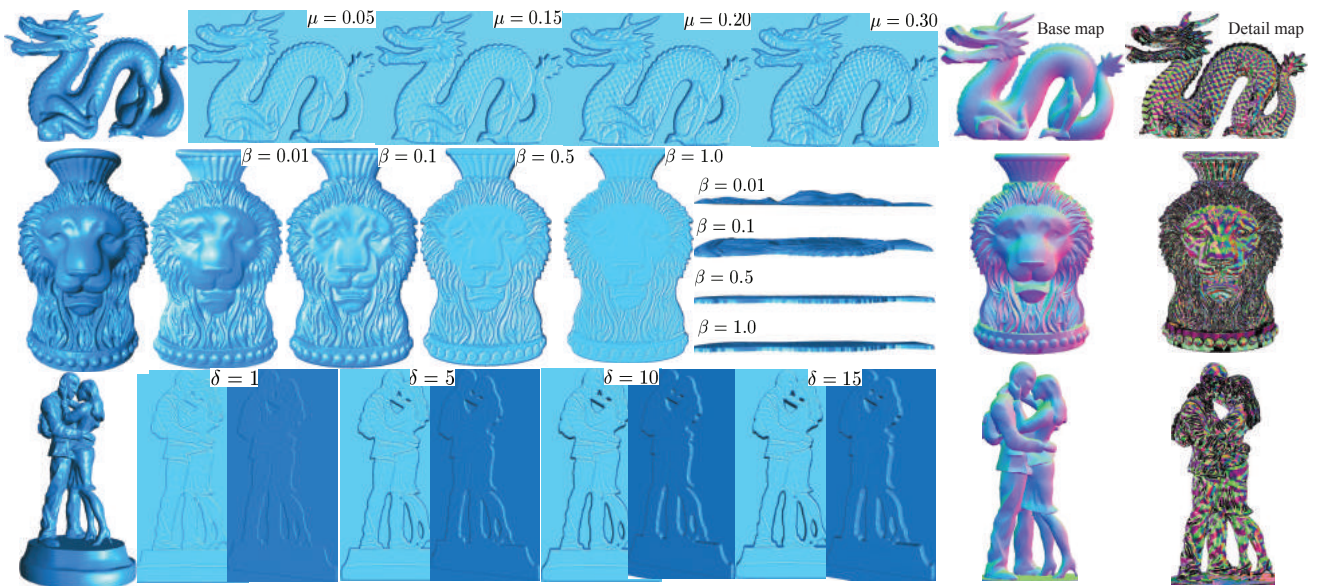 μ = 0.05
μ = 0.15
μ = 0.20
μ = 0.30
Base map
Detail map
β = 0.01
β = 0.1
β = 0.5
β = 1.0
β = 0.01
β = 0.1
β = 0.5
β = 1.0
δ = 1
δ = 5
δ = 10
δ = 15